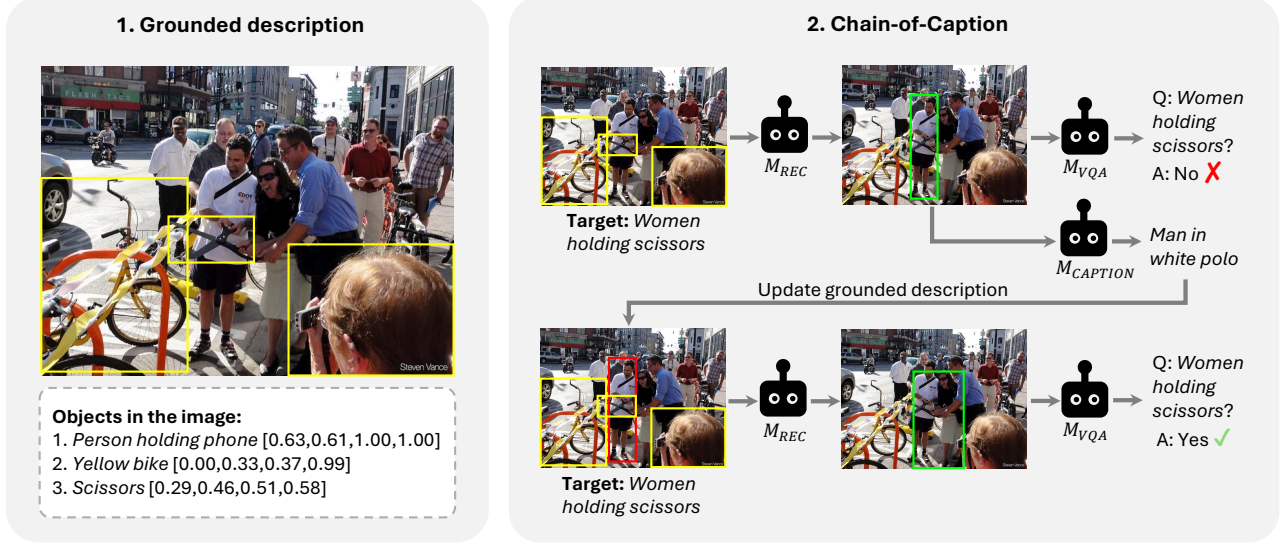 1. Grounded description
FLASH TACO
EDOT
Steven Vance
Objects in the image:
1. Person holding phone [0.63,0.61,1.00,1.00]
2. Yellow bike [0.00,0.33,0.37,0.99]
3. Scissors [0.29,0.46,0.51,0.58]
2. Chain-of-Caption
Target: Women
holding scissors
M_REC
M_VQA
Q: Women
holding
scissors?
A: No ✗
M_CAPTION
Man in
white polo
Update grounded description
Target: Women
holding scissors
M_REC
M_VQA
Q: Women
holding
scissors?
A: Yes ✓